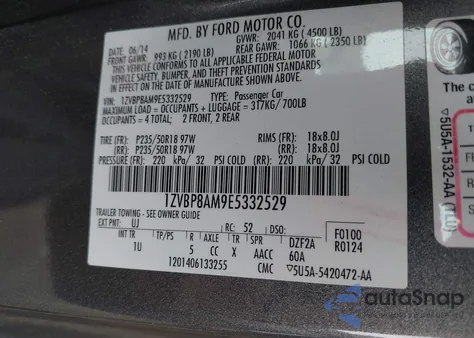 MFD. BY FORD MOTOR CO.
DATE: 06/14
GVWR: 2041 KG ( 4500 LB)
FRONT GAWR: 993 KG ( 2190 LB)
REAR GAWR: 1066 KG ( 2350 LB)
THIS VEHICLE CONFORMS TO ALL APPLICABLE FEDERAL MOTOR
VEHICLE SAFETY, BUMPER, AND THEFT PREVENTION STANDARDS
IN EFFECT ON THE DATE OF MANUFACTURE SHOWN ABOVE.
VIN: 1ZVBP8AM9E5332529
TYPE: Passenger Car
MAXIMUM LOAD = OCCUPANTS + LUGGAGE = 317KG/700LB
OCCUPANTS = 4 TOTAL; 2 FRONT, 2 REAR
TIRE (FR): P235/50R18 97W RIMS (FR): 18x8.0J
(RR): P235/50R18 97W (RR): 18x8.0J
PRESSURE (FR): 220 kPa/ 32 PSI COLD (RR): 220 kPa/ 32 PSI COLD
1ZVBP8AM9E5332529
TRAILER TOWING - SEE OWNER GUIDE
EXT PNT: UJ RC: 52 DSO: F0100
INT TR TP/PS R AXLE TR SPR DZF2A R0124
1U 5 CC X AACC 60A
1201406133255 CMC 5U5A-5420472-AA
The c
5U5A-1532-AA (TLU)
F
autoSnap